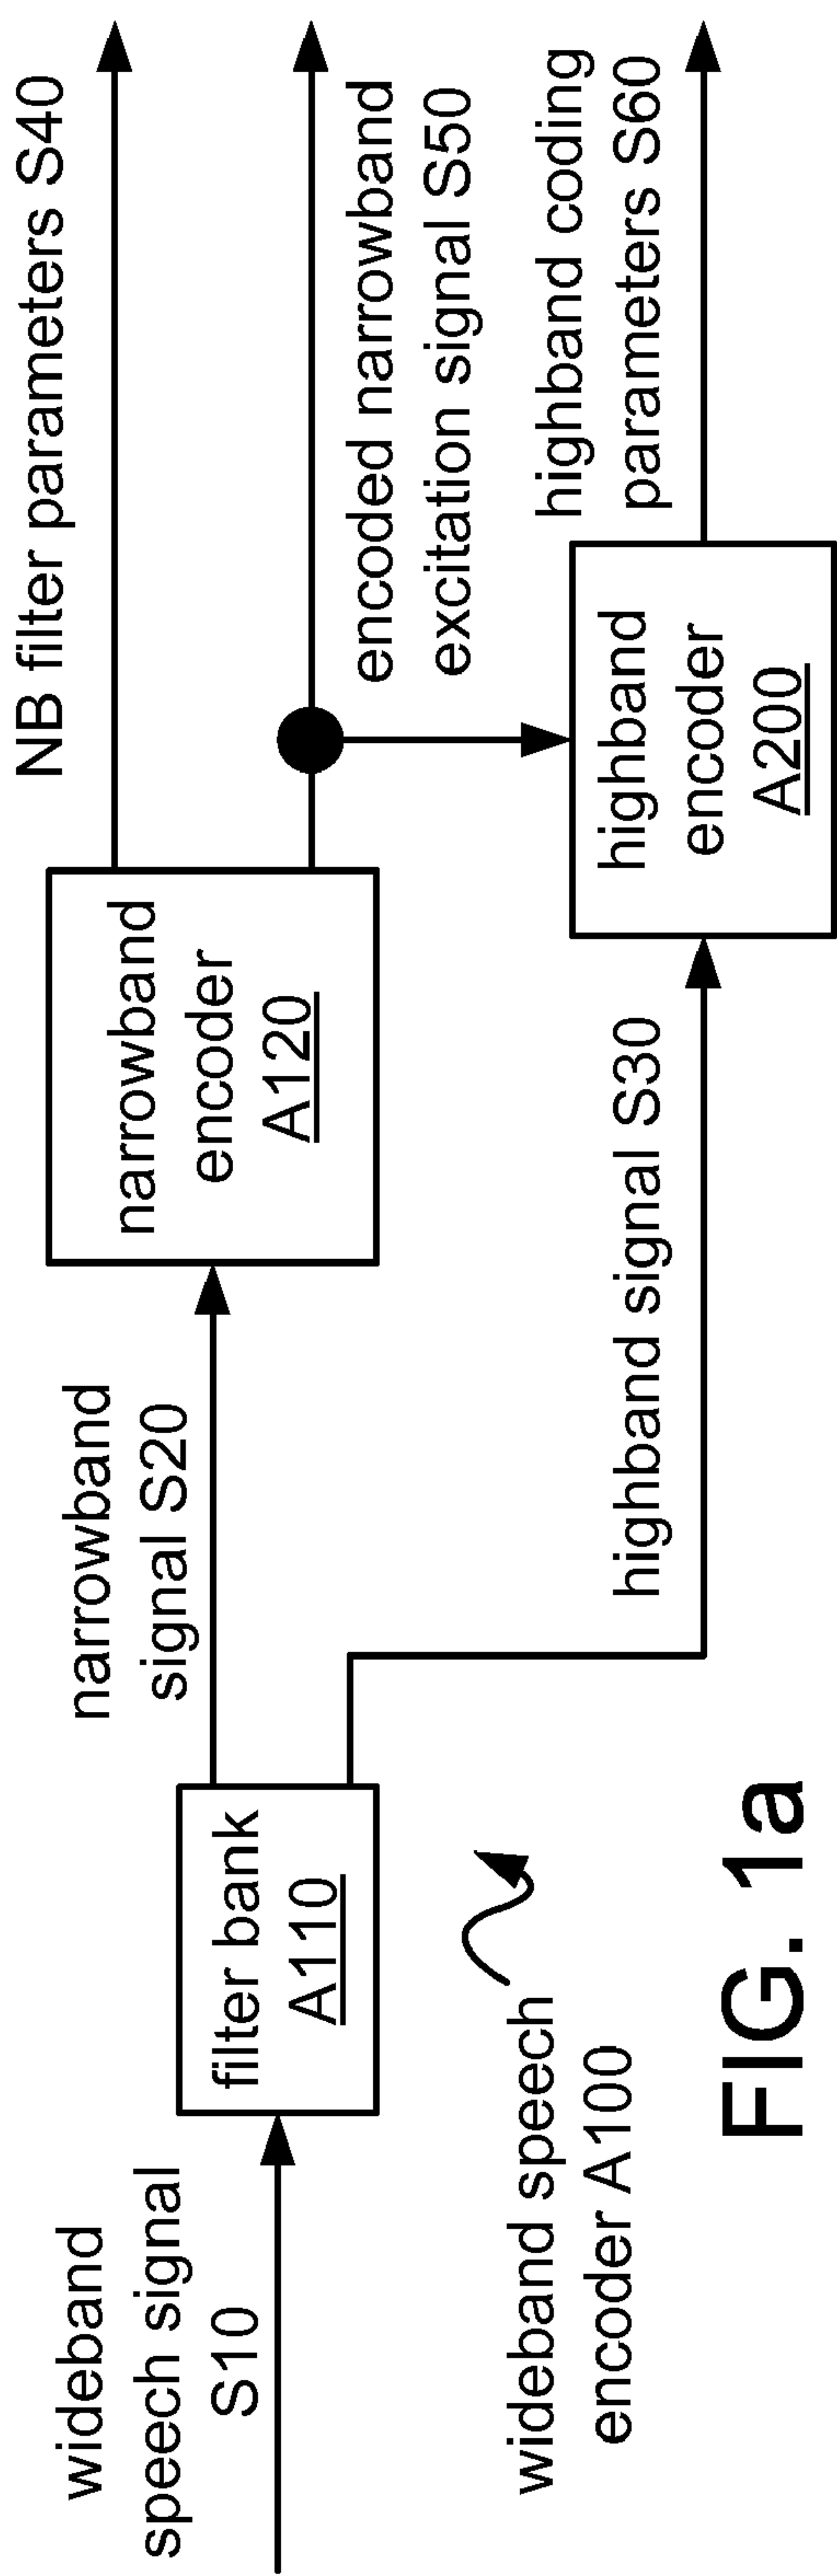 wideband
speech signal
S10
filter bank
A110
narrowband
signal S20
narrowband
encoder
A120
NB filter parameters S40
encoded narrowband
excitation signal S50
highband signal S30
highband
encoder
A200
highband coding
parameters S60
wideband speech
encoder A100
FIG. 1a